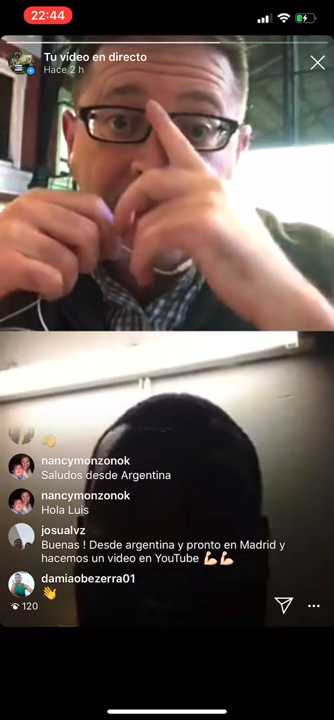 22:44
Tu vídeo en directo
Hace 2 h
nancymonzonok
Saludos desde Argentina
nancymonzonok
Hola Luis
josualvz
Buenas ! Desde argentina y pronto en Madrid y
hacemos un video en YouTube 💪🏻💪🏻
damiaobezerra01
👋
120